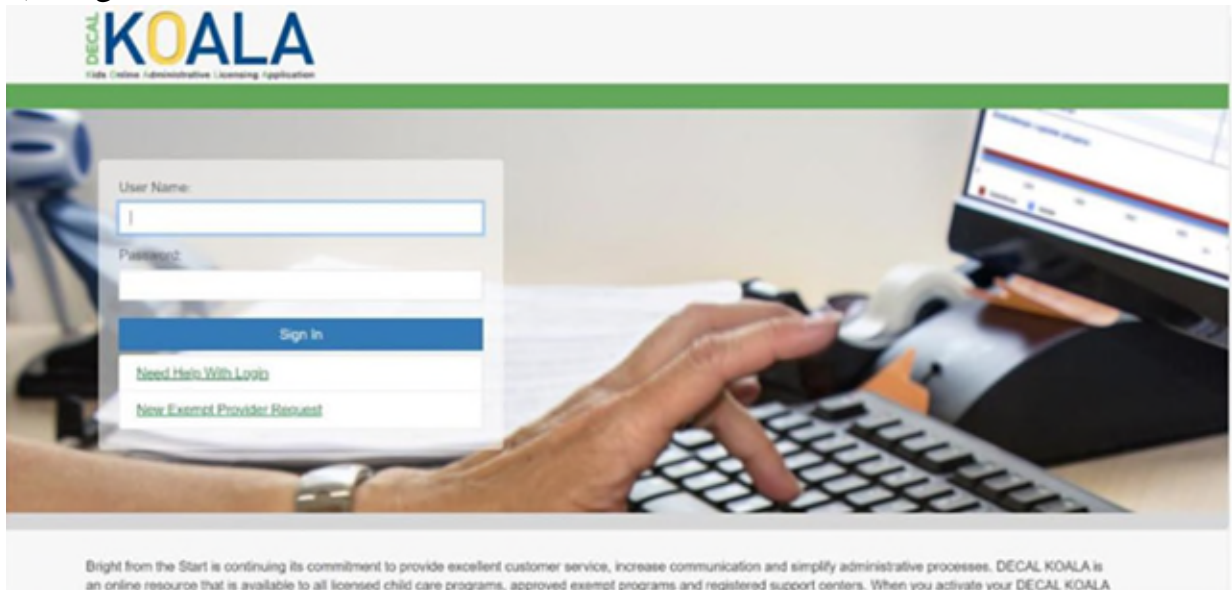 DECAL
KOALA
Kids Online Administrative Licensing Application
User Name:
Password:
Sign In
Need Help With Login
New Exempt Provider Request
Bright from the Start is continuing its commitment to provide excellent customer service, increase communication and simplify administrative processes. DECAL KOALA is
an online resource that is available to all licensed child care programs, approved exempt programs and registered support centers. When you activate your DECAL KOALA